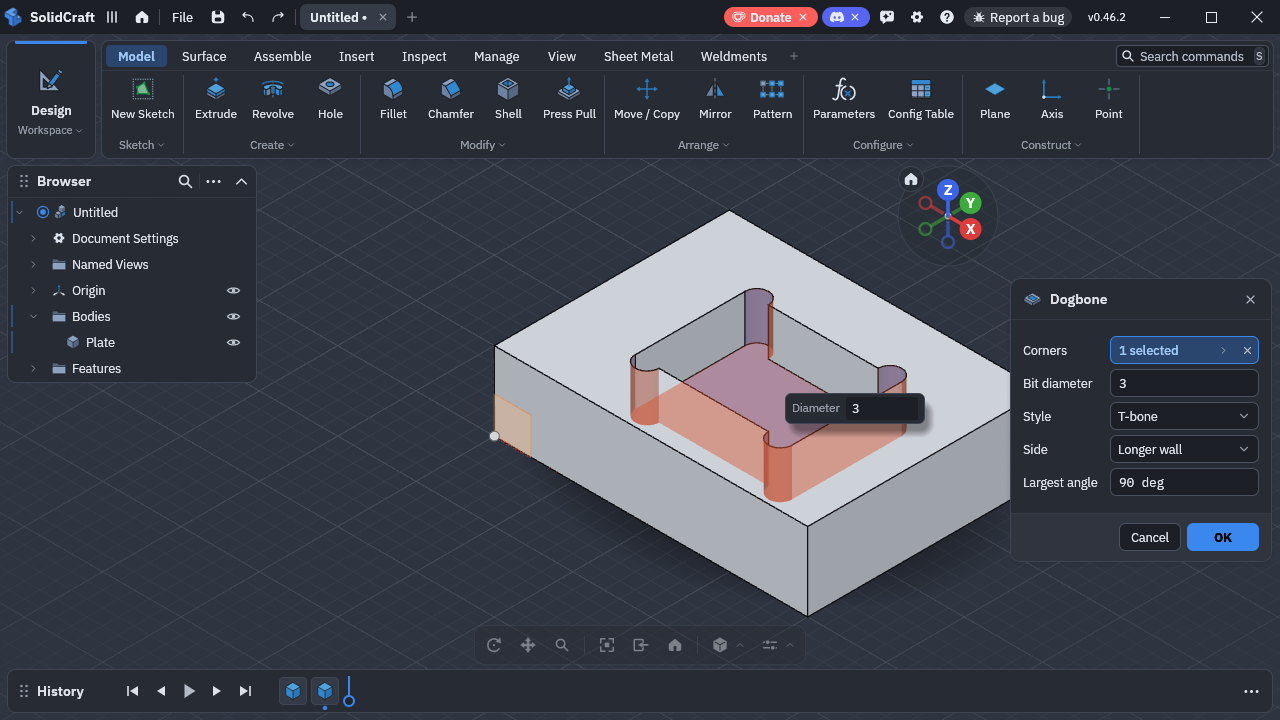 SolidCraft
File
Untitled •
Donate
Report a bug
v0.46.2
Model
Surface
Assemble
Insert
Inspect
Manage
View
Sheet Metal
Weldments
Search commands
S
Design
Workspace
New Sketch
Extrude
Revolve
Hole
Fillet
Chamfer
Shell
Press Pull
Move / Copy
Mirror
Pattern
Parameters
Config Table
Plane
Axis
Point
Sketch
Create
Modify
Arrange
Configure
Construct
Browser
Untitled
Document Settings
Named Views
Origin
Bodies
Plate
Features
Z
Y
X
Diameter 3
Dogbone
Corners 1 selected
Bit diameter 3
Style T-bone
Side Longer wall
Largest angle 90 deg
Cancel
OK
History